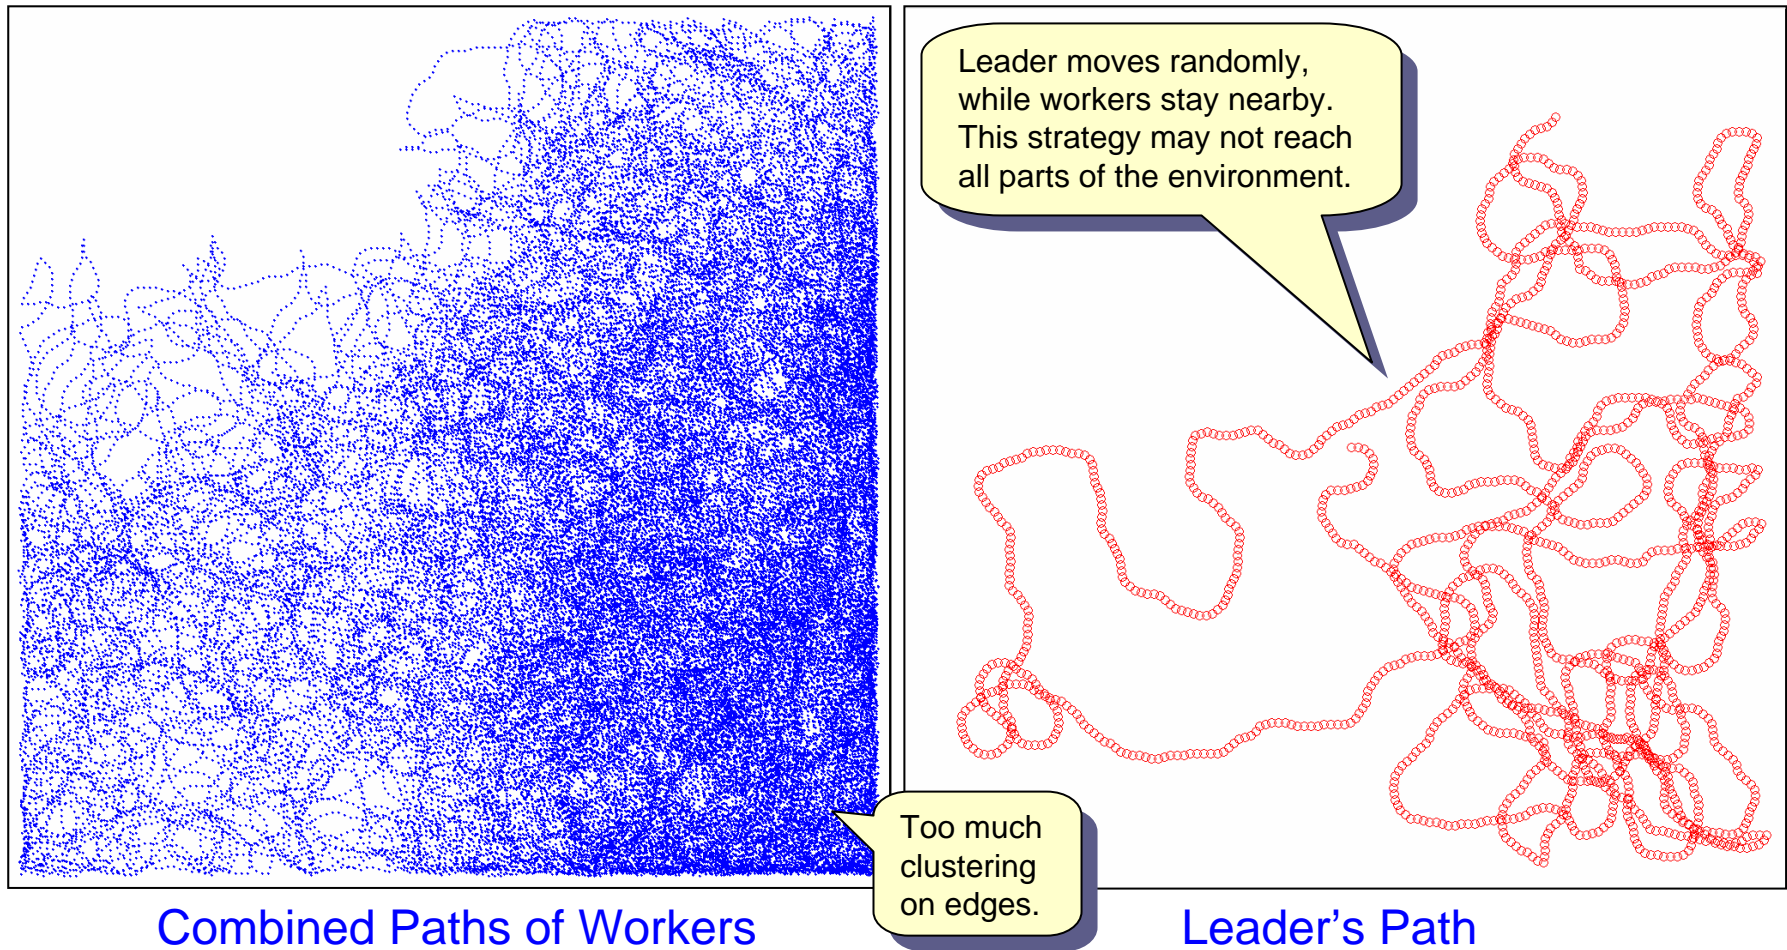 Leader moves randomly,
while workers stay nearby.
This strategy may not reach
all parts of the environment.
Too much
clustering
on edges.
Combined Paths of Workers
Leader’s Path